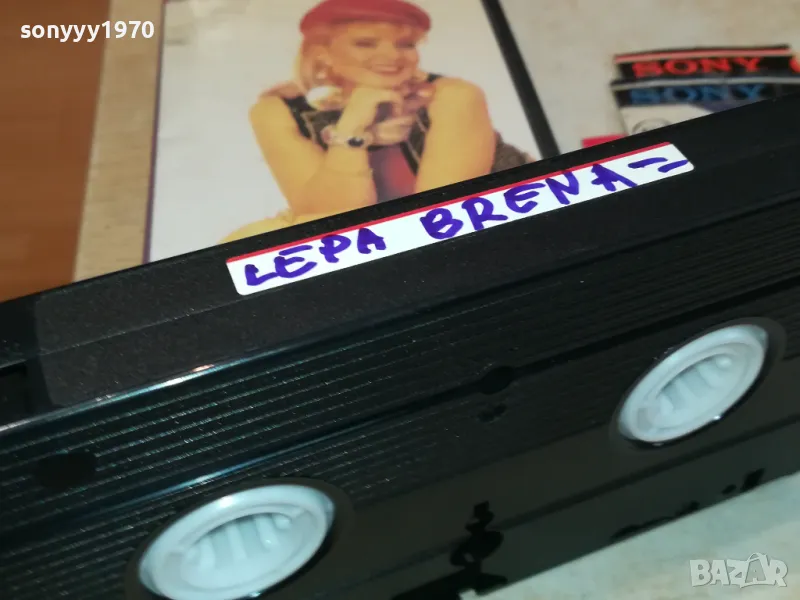 sonyyy1970
SONY
SONY
LEPA BRENA =
BAZAR